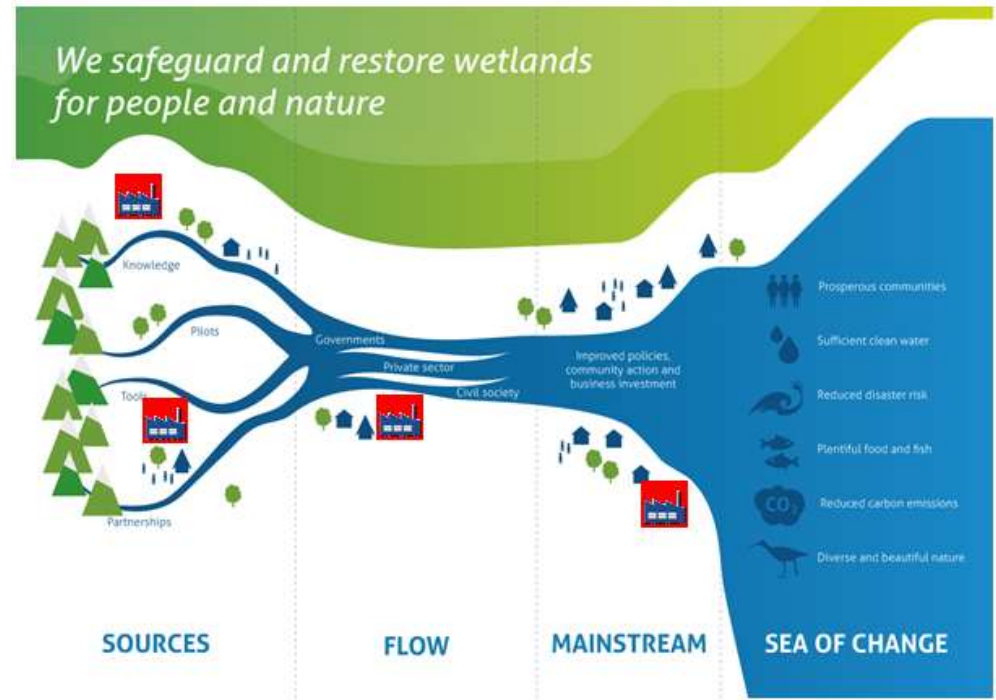 We safeguard and restore wetlands
for people and nature
Knowledge
Pilots
Tools
Partnerships
Governments
Private sector
Civil society
Improved policies,
community action and
business investment
Prosperous communities
Sufficient clean water
Reduced disaster risk
Plentiful food and fish
CO2
Reduced carbon emissions
Diverse and beautiful nature
SOURCES
FLOW
MAINSTREAM
SEA OF CHANGE